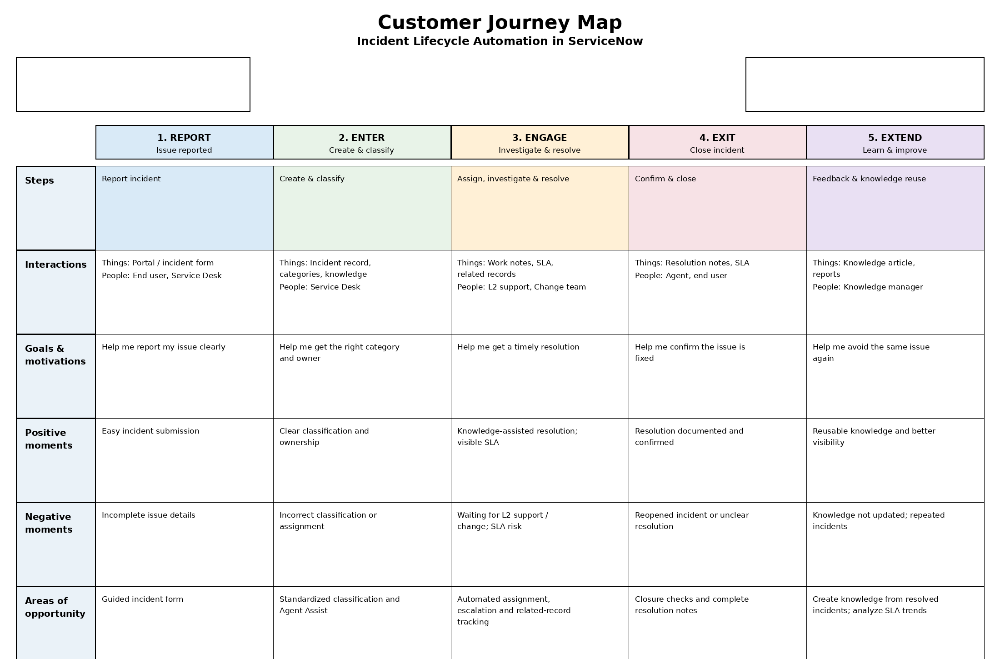 Customer Journey Map
Incident Lifecycle Automation in ServiceNow
1. REPORT
Issue reported
2. ENTER
Create & classify
3. ENGAGE
Investigate & resolve
4. EXIT
Close incident
5. EXTEND
Learn & improve
Steps
Report incident
Create & classify
Assign, investigate & resolve
Confirm & close
Feedback & knowledge reuse
Interactions
Things: Portal / incident form
People: End user, Service Desk
Things: Incident record,
categories, knowledge
People: Service Desk
Things: Work notes, SLA,
related records
People: L2 support, Change team
Things: Resolution notes, SLA
People: Agent, end user
Things: Knowledge article,
reports
People: Knowledge manager
Goals &
motivations
Help me report my issue clearly
Help me get the right category
and owner
Help me get a timely resolution
Help me confirm the issue is
fixed
Help me avoid the same issue
again
Positive
moments
Easy incident submission
Clear classification and
ownership
Knowledge-assisted resolution;
visible SLA
Resolution documented and
confirmed
Reusable knowledge and better
visibility
Negative
moments
Incomplete issue details
Incorrect classification or
assignment
Waiting for L2 support /
change; SLA risk
Reopened incident or unclear
resolution
Knowledge not updated; repeated
incidents
Areas of
opportunity
Guided incident form
Standardized classification and
Agent Assist
Automated assignment,
escalation and related-record
tracking
Closure checks and complete
resolution notes
Create knowledge from resolved
incidents; analyze SLA trends